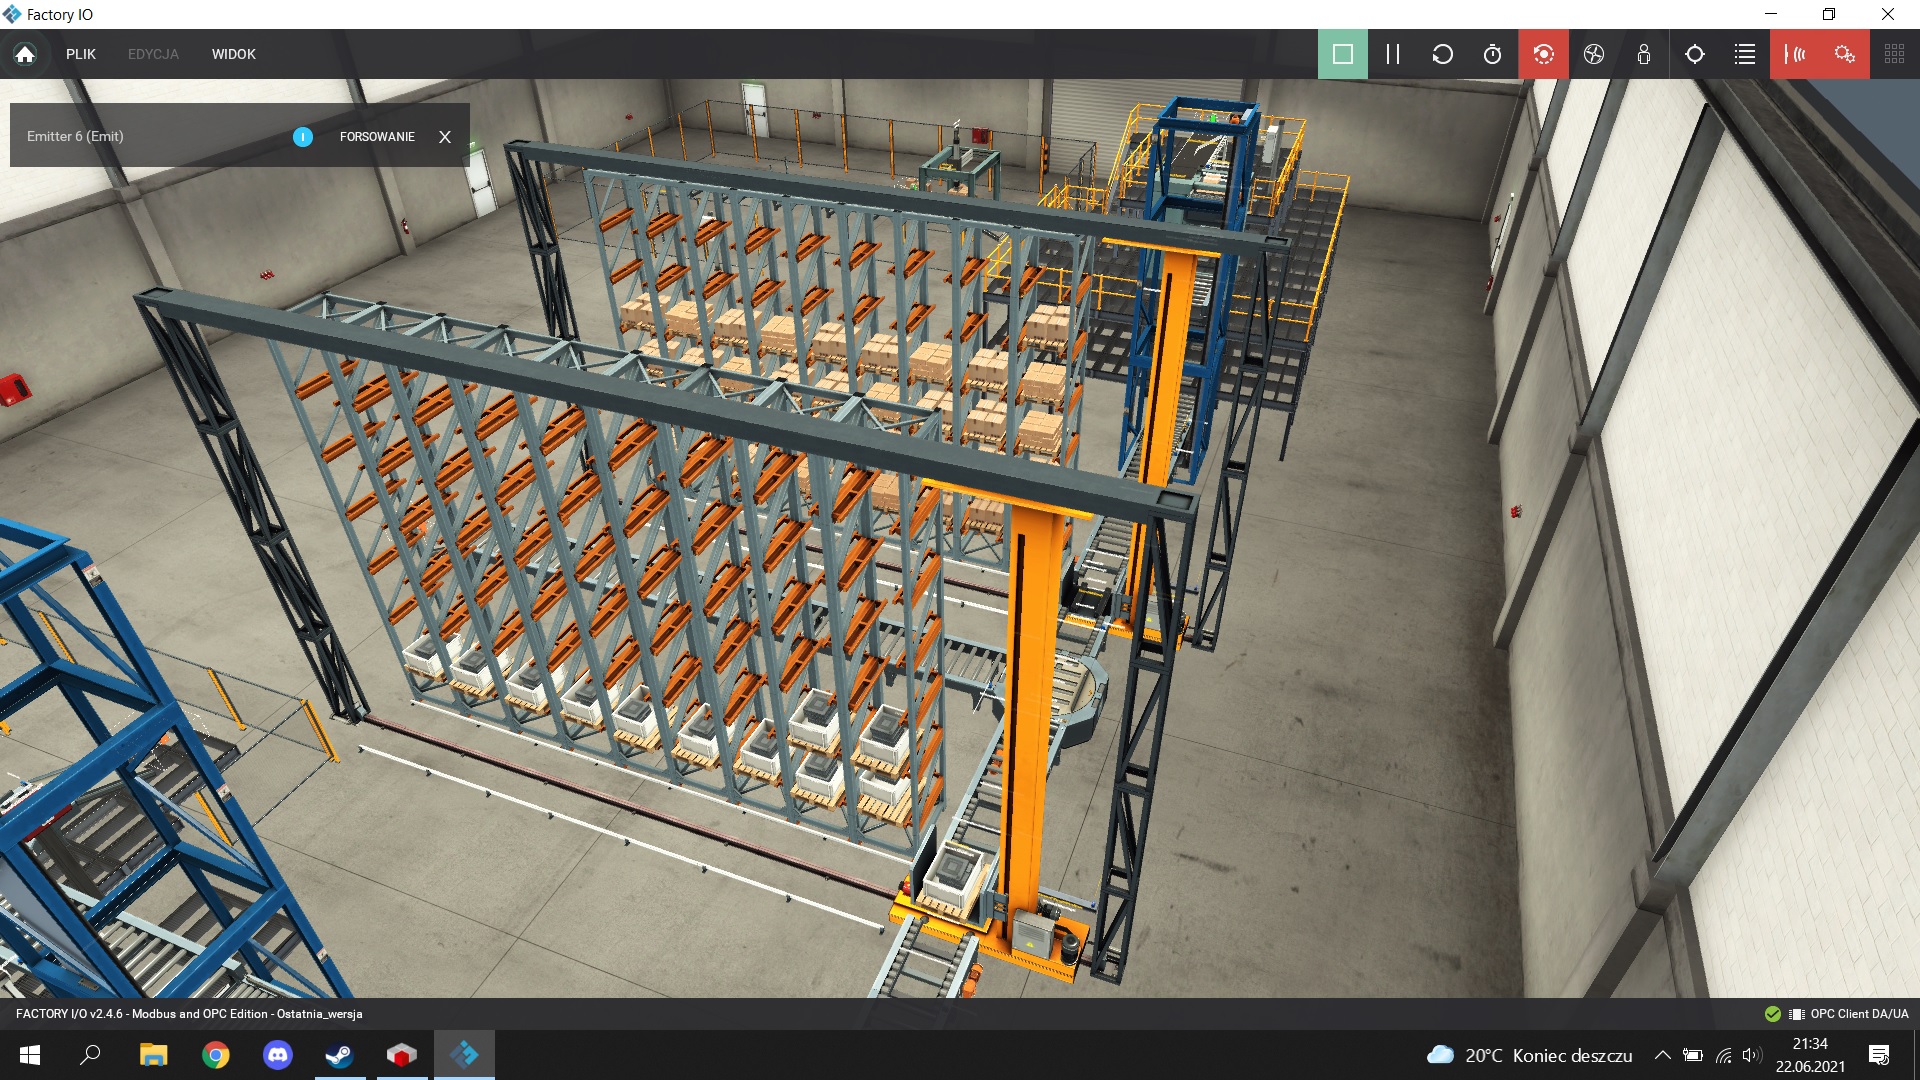 Factory IO
PLIK EDYCJA WIDOK
Emitter 6 (Emit) I FORSOWANIE X
FACTORY I/O v2.4.6 - Modbus and OPC Edition - Ostatnia_wersja
OPC Client DA/UA
20°C Koniec deszczu
21:34
22.06.2021